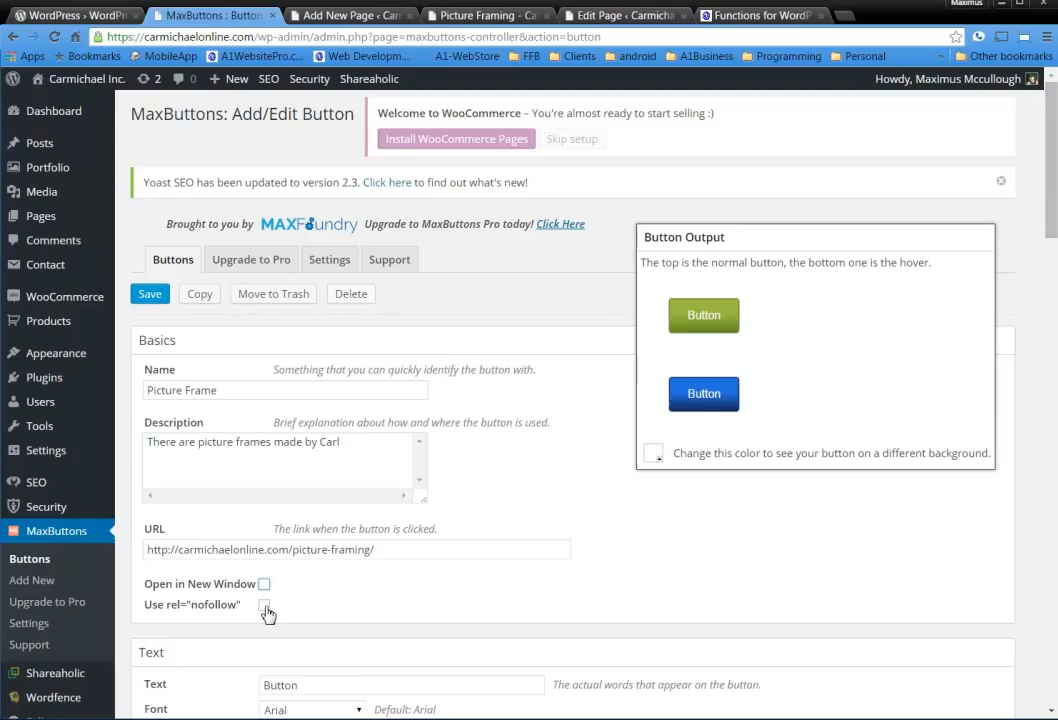 Maximus
WordPress › WordPr
MaxButtons : Button
Add New Page ‹ Carm
Picture Framing - Ca
Edit Page ‹ Carmicha
Functions for WordP
https://carmichaelonline.com/wp-admin/admin.php?page=maxbuttons-controller&action=button
Apps Bookmarks MobileApp A1WebsitePro.c... Web Developm... A1-WebStore FFB Clients android A1Business Programming Personal » Other bookmarks
Carmichael Inc. 2 0 + New SEO Security Shareaholic Howdy, Maximus Mccullough
Dashboard
Posts
Portfolio
Media
Pages
Comments
Contact
WooCommerce
Products
Appearance
Plugins
Users
Tools
Settings
SEO
Security
MaxButtons
Buttons
Add New
Upgrade to Pro
Settings
Support
Shareaholic
Wordfence
MaxButtons: Add/Edit Button
Welcome to WooCommerce – You're almost ready to start selling :)
Install WooCommerce Pages Skip setup
Yoast SEO has been updated to version 2.3. Click here to find out what's new!
Brought to you by MAXFoundry Upgrade to MaxButtons Pro today! Click Here
Buttons Upgrade to Pro Settings Support
Save Copy Move to Trash Delete
Basics
Name Something that you can quickly identify the button with.
Picture Frame
Description Brief explanation about how and where the button is used.
There are picture frames made by Carl
URL The link when the button is clicked.
http://carmichaelonline.com/picture-framing/
Open in New Window
Use rel="nofollow"
Text
Text Button The actual words that appear on the button.
Font Arial Default: Arial
Button Output
The top is the normal button, the bottom one is the hover.
Button
Button
Change this color to see your button on a different background.